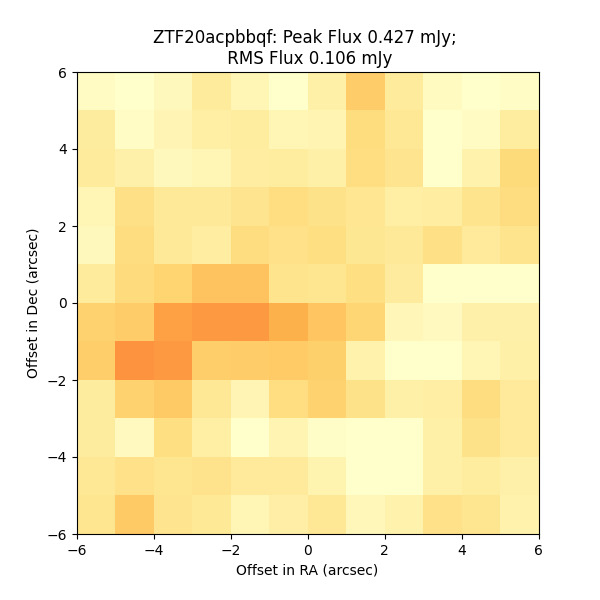 ZTF20acpbbqf: Peak Flux 0.427 mJy;
RMS Flux 0.106 mJy
6
4
2
0
−2
−4
−6
Offset in Dec (arcsec)
−6 −4 −2 0 2 4 6
Offset in RA (arcsec)